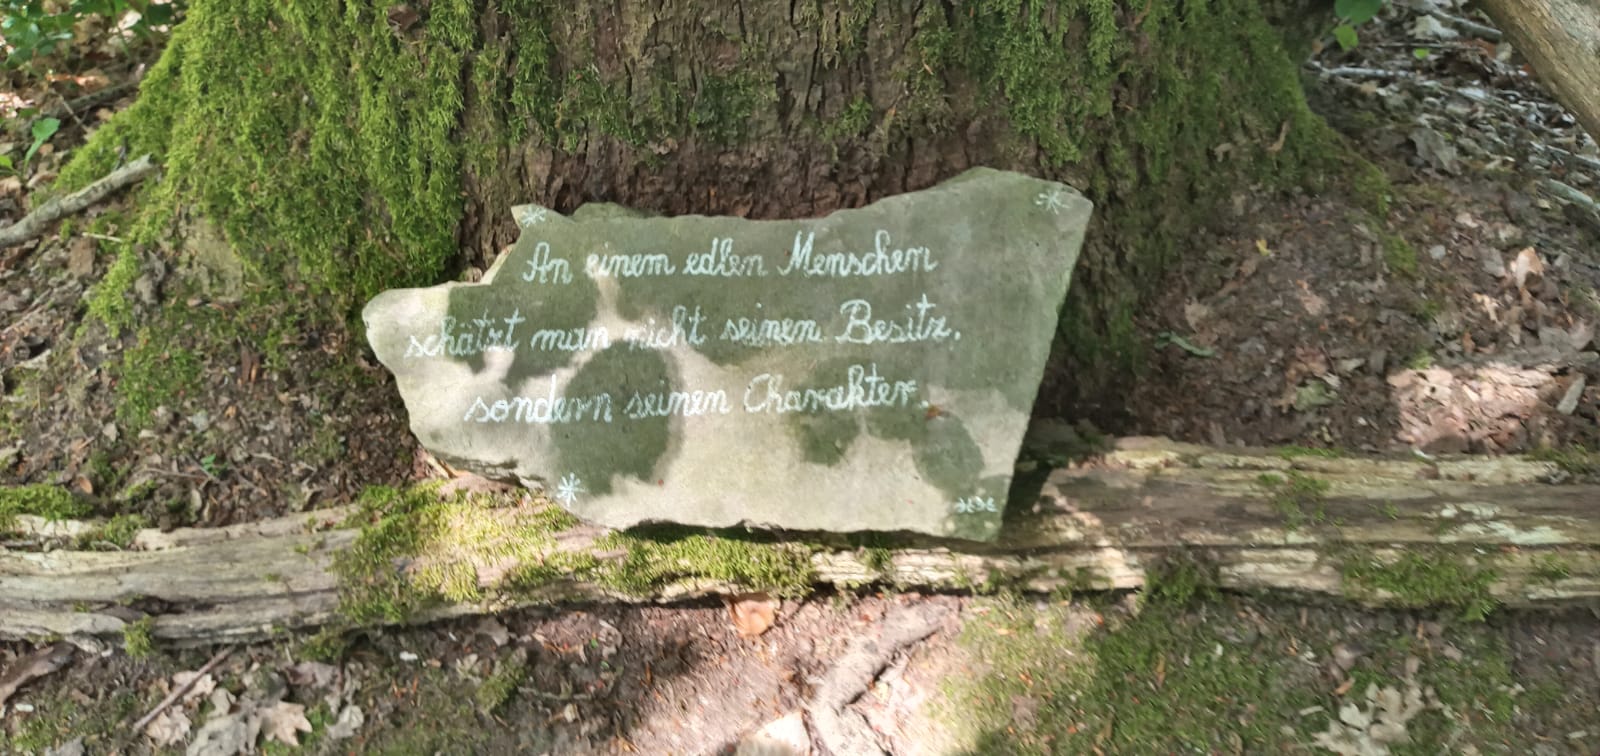 An einem edlen Menschen
schätzt man nicht seinen Besitz,
sondern seinen Charakter.